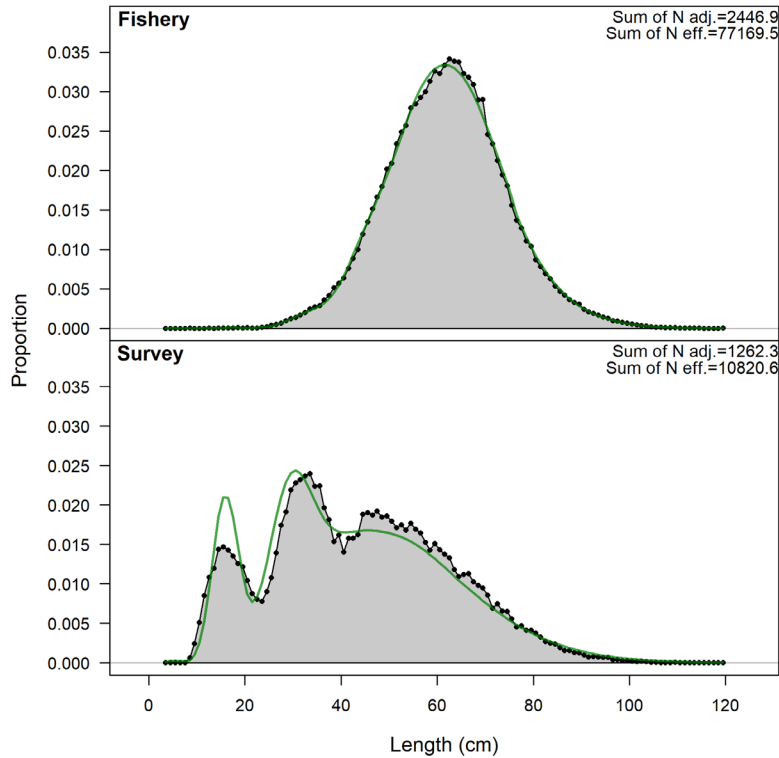 Fishery
Sum of N adj.=2446.9
Sum of N eff.=77169.5
0.035
0.030
0.025
0.020
0.015
0.010
0.005
0.000
Proportion
Survey
Sum of N adj.=1262.3
Sum of N eff.=10820.6
0.035
0.030
0.025
0.020
0.015
0.010
0.005
0.000
0 20 40 60 80 100 120
Length (cm)